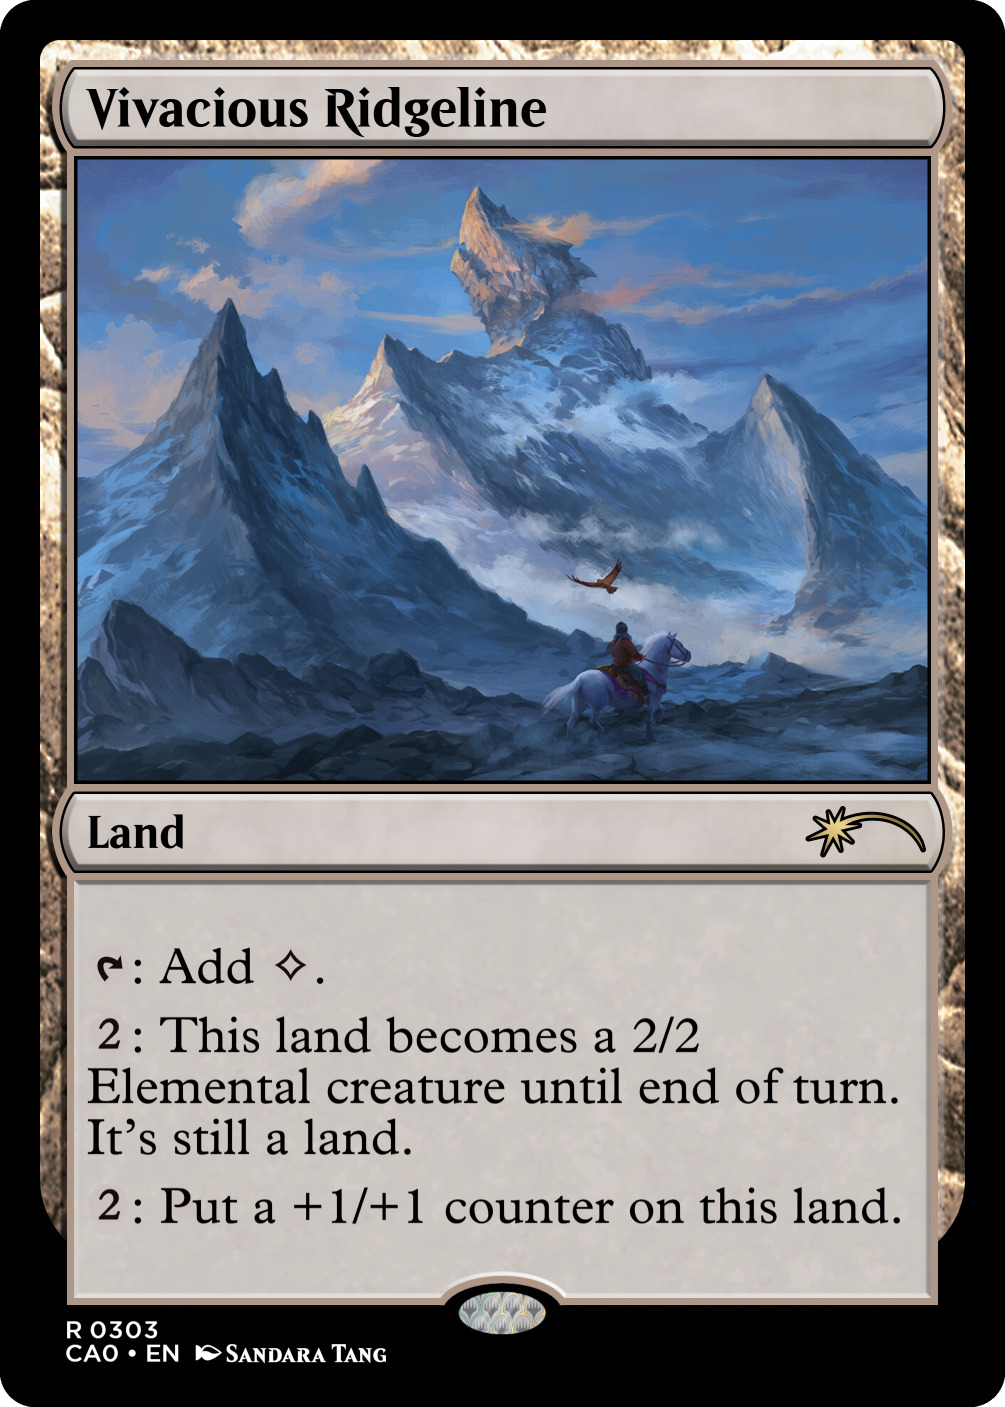 Vivacious Ridgeline
Land
: Add .
2: This land becomes a 2/2
Elemental creature until end of turn.
It's still a land.
2: Put a +1/+1 counter on this land.
R 0303
CAO • EN Sandara Tang